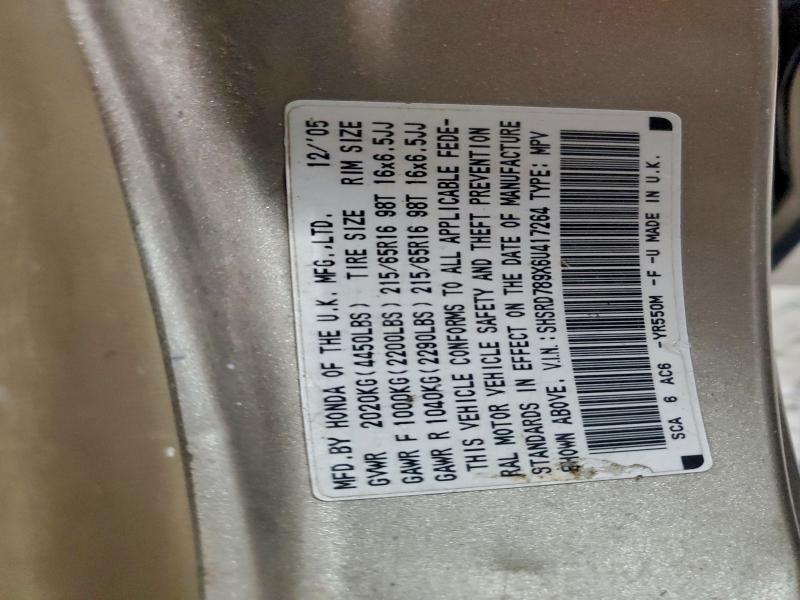 MFD.BY HONDA OF THE U.K. MFG.,LTD. 12/'05
GVWR 2020KG(4450LBS) TIRE SIZE RIM SIZE
GAWR F 1000KG(2200LBS) 215/65R16 98T 16x6.5JJ
GAWR R 1040KG(2290LBS) 215/65R16 98T 16x6.5JJ
THIS VEHICLE CONFORMS TO ALL APPLICABLE FEDE-
RAL MOTOR VEHICLE SAFETY AND THEFT PREVENTION
STANDARDS IN EFFECT ON THE DATE OF MANUFACTURE
SHOWN ABOVE. V.I.N.:SHSRD789X6U417264 TYPE: MPV
SCA 6 AC6 -YR550M -F -U MADE IN U.K.